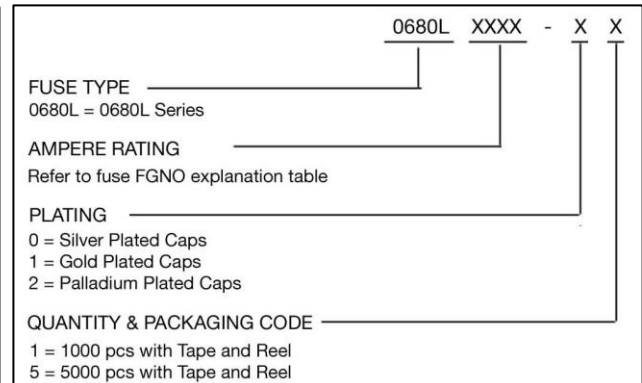 0680L XXXX - X X
FUSE TYPE
0680L = 0680L Series
AMPERE RATING
Refer to fuse FGNO explanation table
PLATING
0 = Silver Plated Caps
1 = Gold Plated Caps
2 = Palladium Plated Caps
QUANTITY & PACKAGING CODE
1 = 1000 pcs with Tape and Reel
5 = 5000 pcs with Tape and Reel